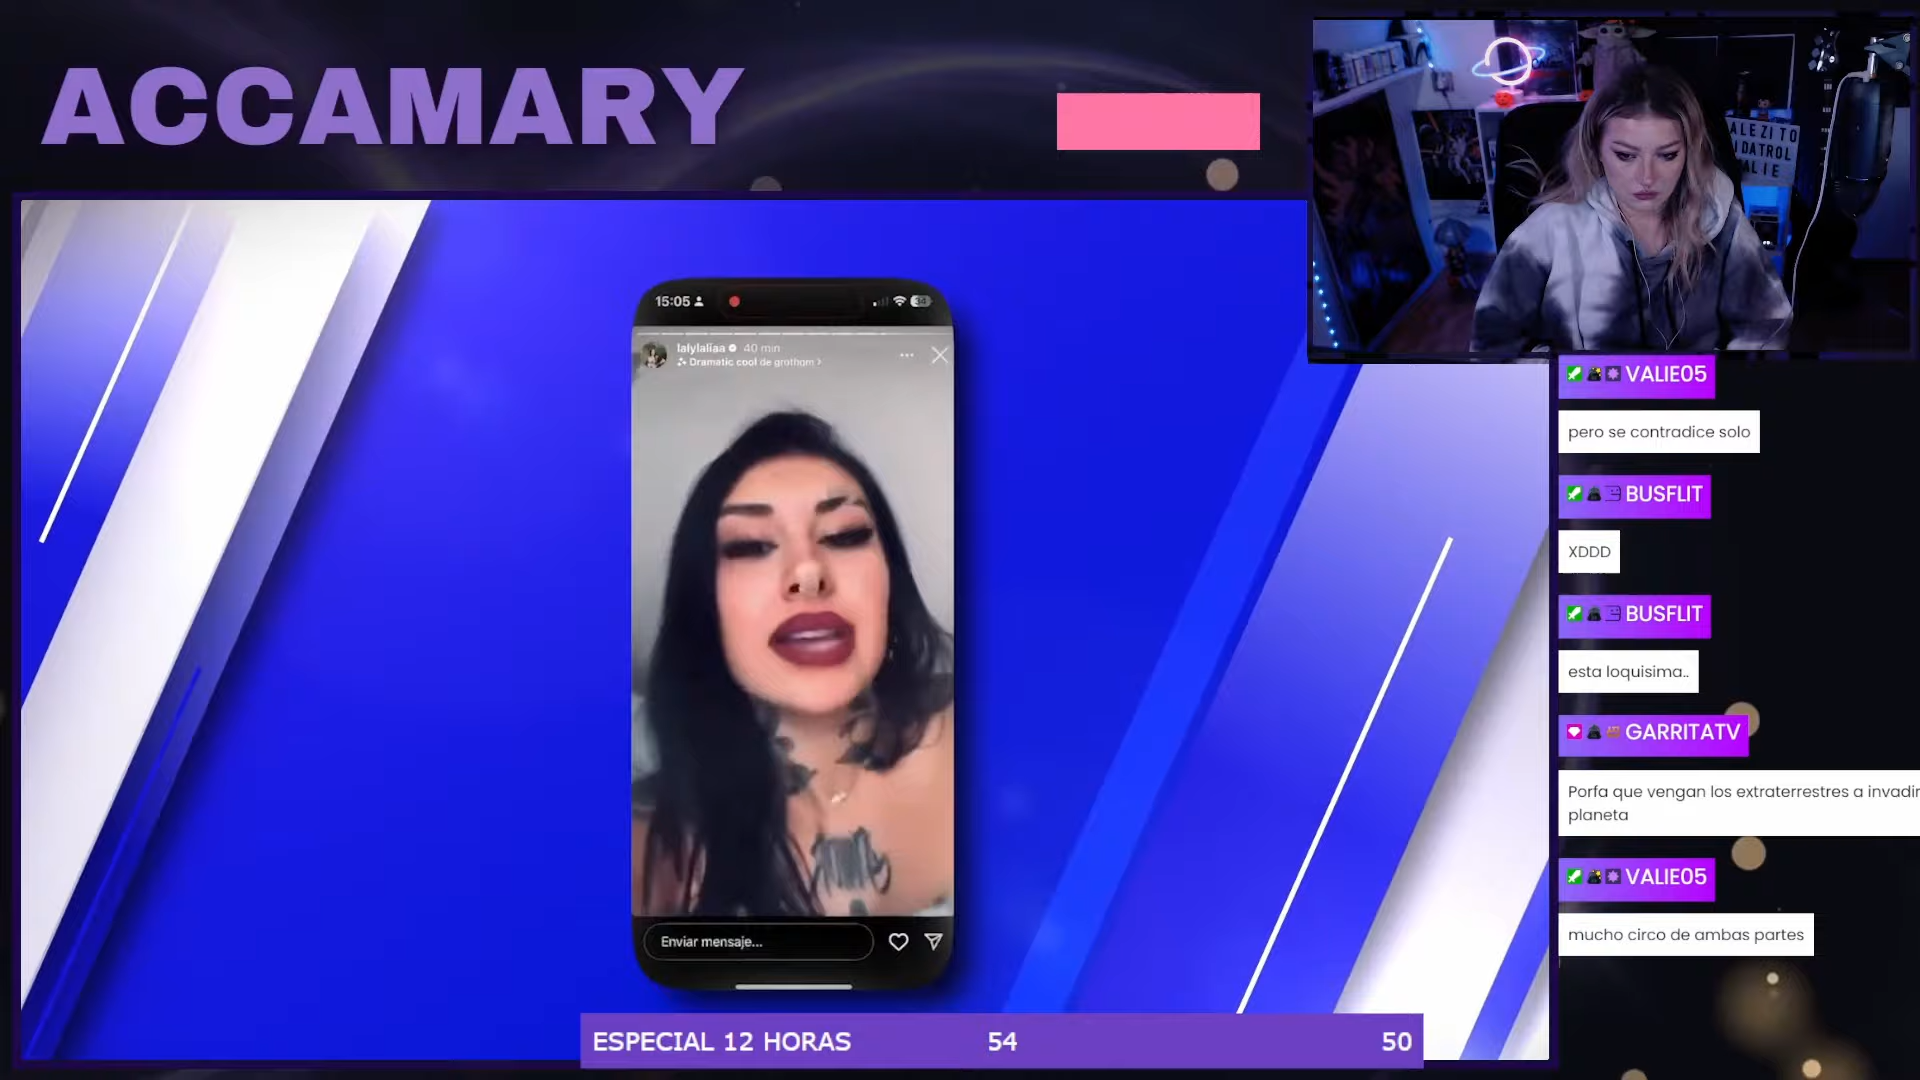 ACCAMARY
15:05
34
lalylaliaa 40 min
Dramatic cool de grotham >
Enviar mensaje...
ESPECIAL 12 HORAS 54 50
VALIE05
pero se contradice solo
BUSFLIT
XDDD
BUSFLIT
esta loquisima..
GARRITATV
Porfa que vengan los extraterrestres a invadir
planeta
VALIE05
mucho circo de ambas partes